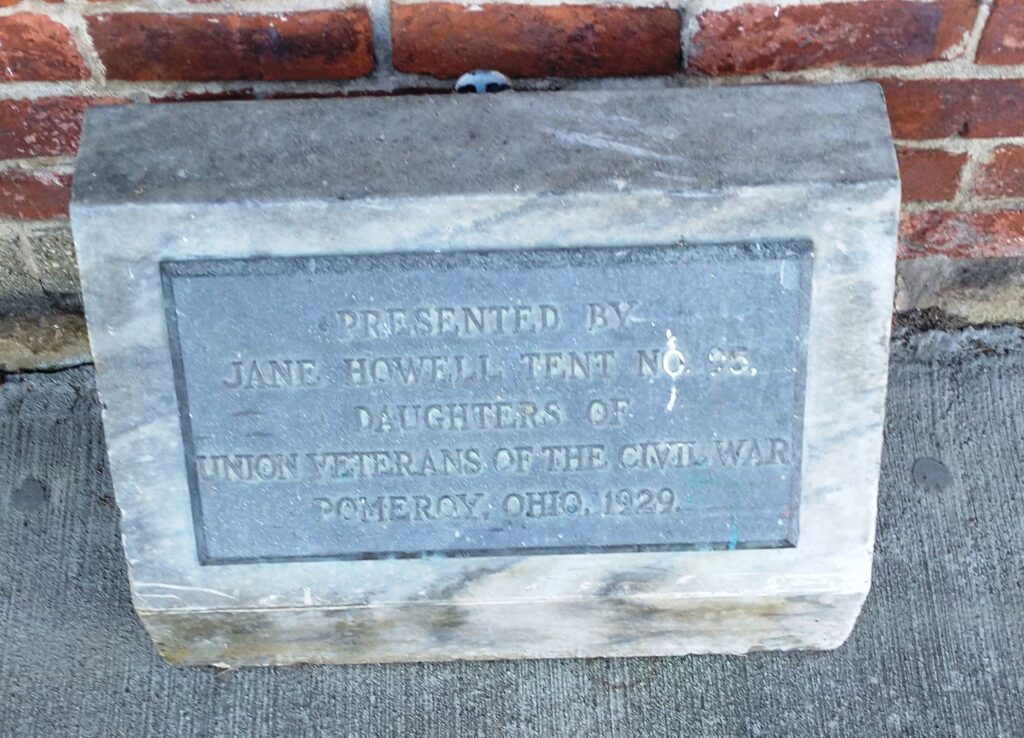 PRESENTED BY
JANE HOWELL TENT NO. 95,
DAUGHTERS OF
UNION VETERANS OF THE CIVIL WAR
POMEROY, OHIO, 1929.